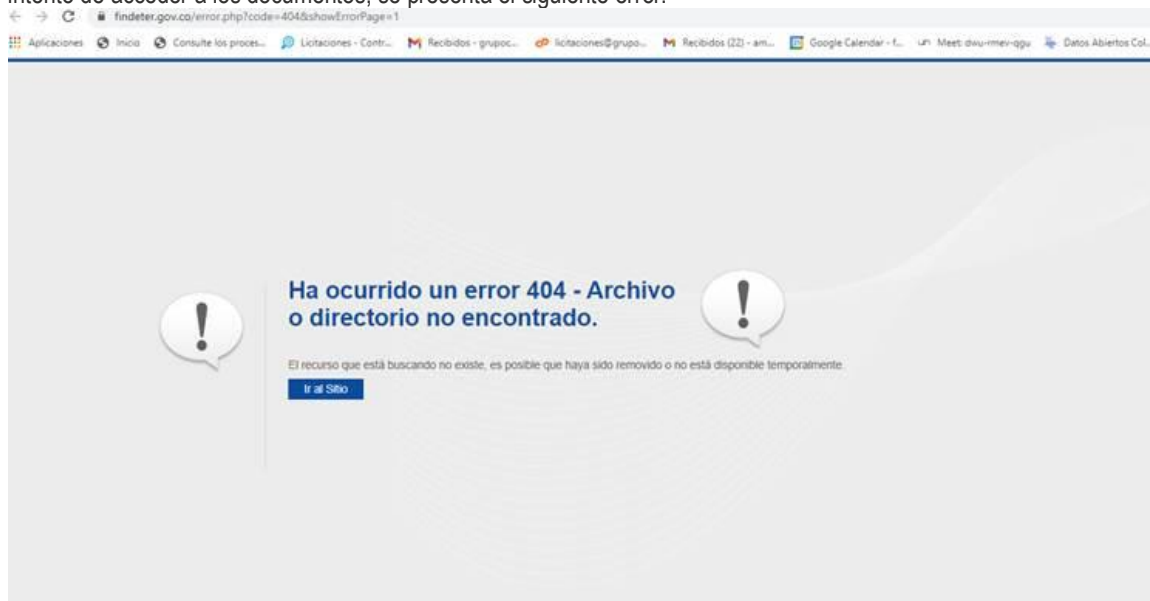 intento de acceder a los documentos, se presenta el siguiente error:
findeter.gov.co/error.php?code=404&showErrorPage=1
Aplicaciones Inicio Consulte los proces... Licitaciones - Contr... Recibidos - grupoc... licitaciones@grupo... Recibidos (22) - am... Google Calendar - f... Meet: dwu-rmev-qgu Datos Abiertos Col...
Ha ocurrido un error 404 - Archivo
o directorio no encontrado.
El recurso que está buscando no existe, es posible que haya sido removido o no está disponible temporalmente.
Ir al Sitio